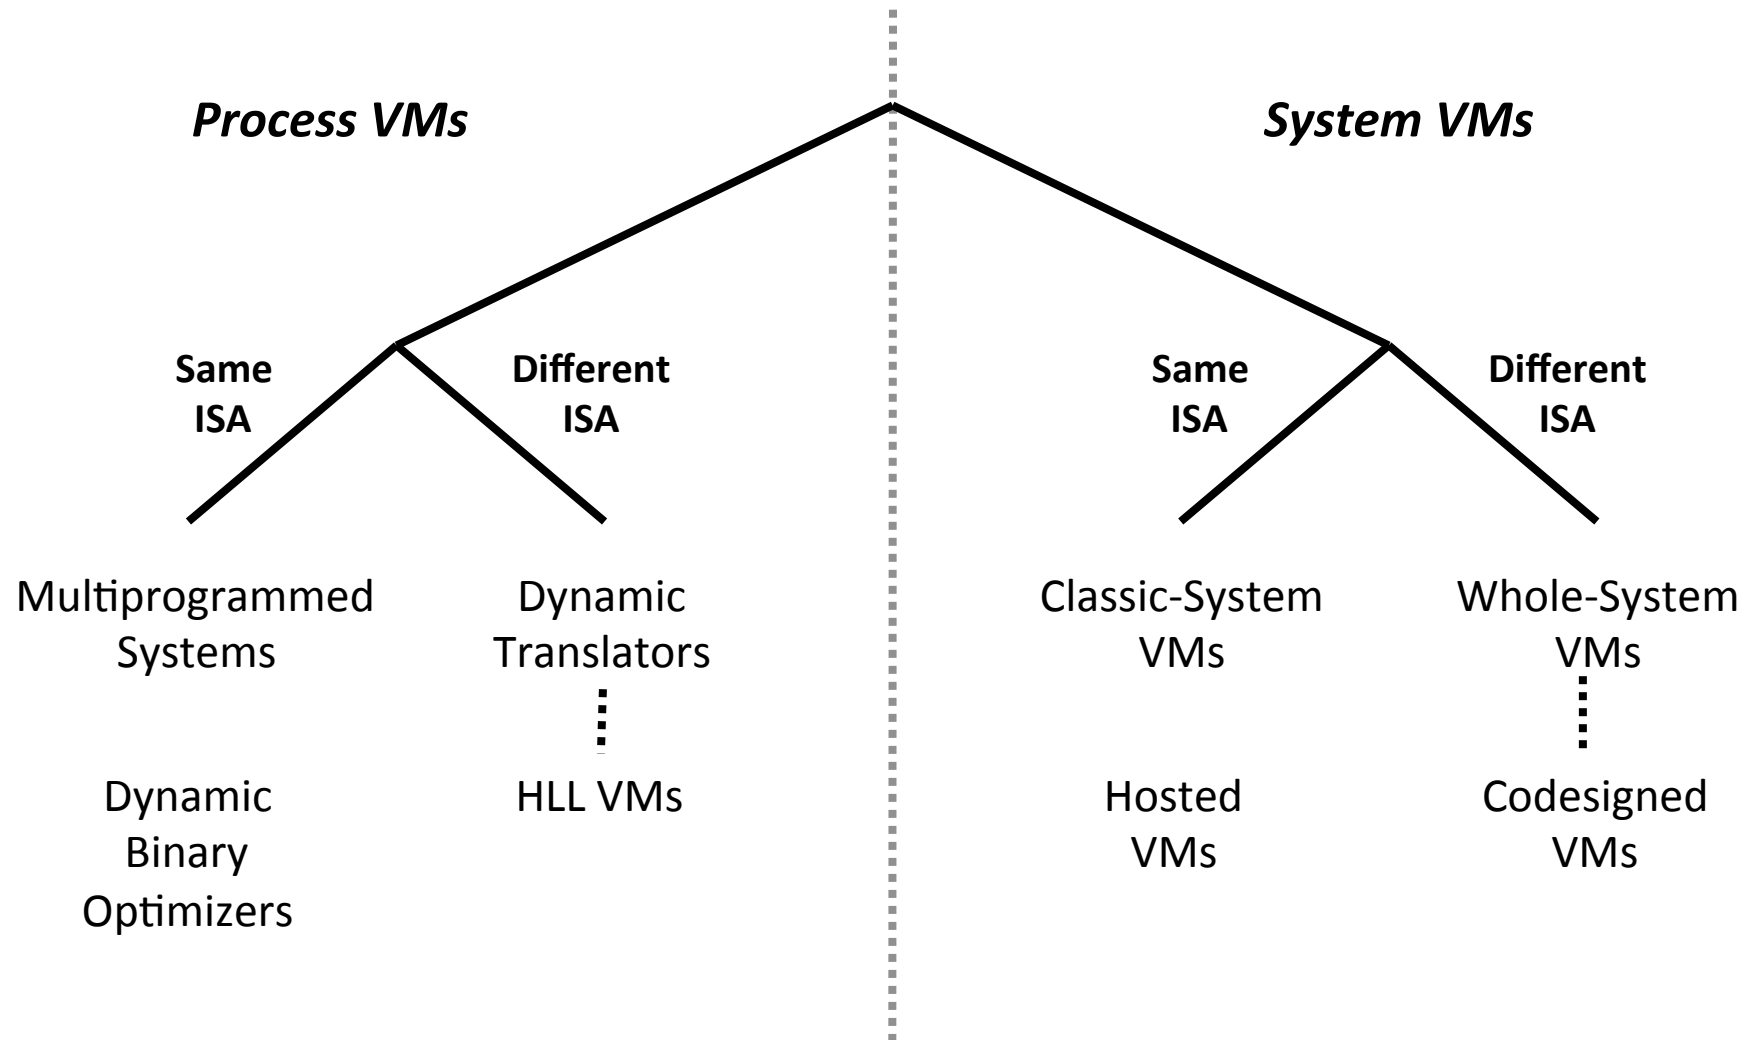 Process VMs
System VMs
Same
ISA
Different
ISA
Same
ISA
Different
ISA
Multiprogrammed
Systems
Dynamic
Translators
Classic-System
VMs
Whole-System
VMs
Dynamic
Binary
Optimizers
HLL VMs
Hosted
VMs
Codesigned
VMs